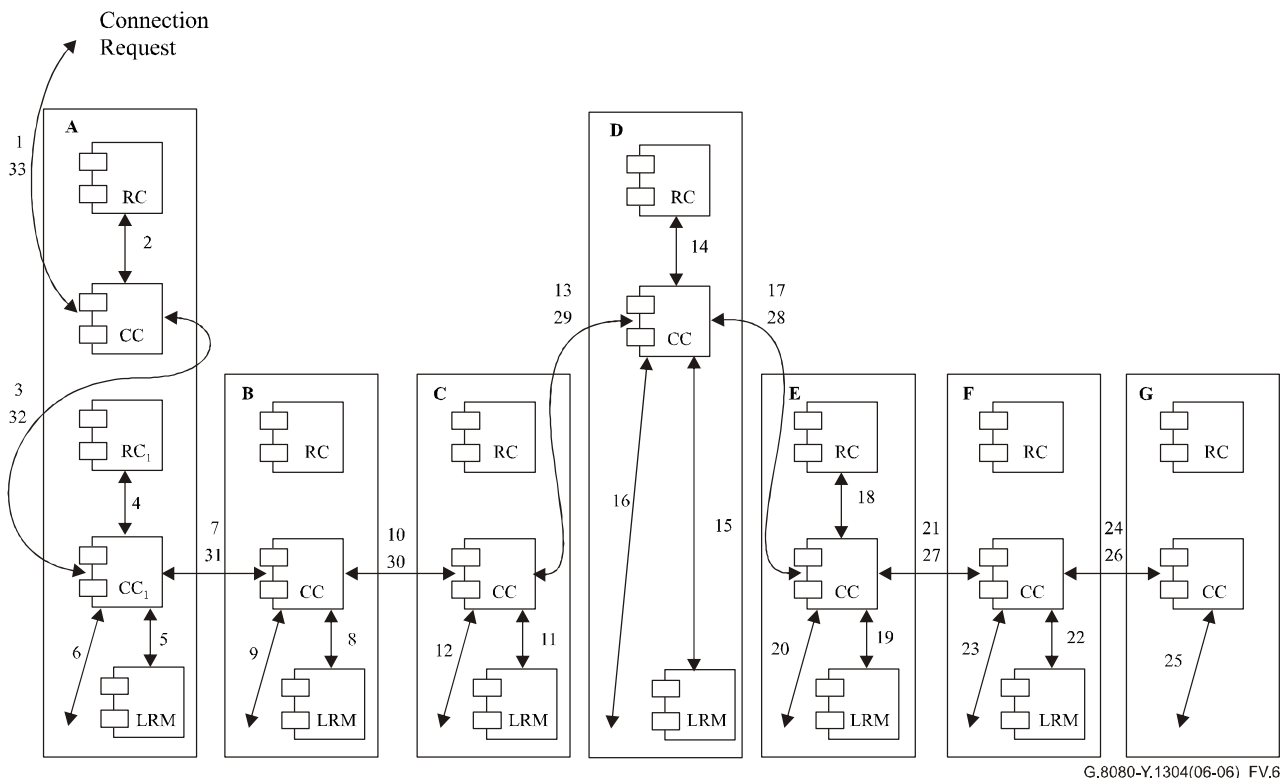 Connection
Request
1
33
A
RC
2
CC
3
32
RC1
4
CC1
5
6
LRM
7
31
B
RC
CC
8
9
LRM
10
30
C
RC
CC
11
12
LRM
13
29
D
RC
14
CC
15
16
LRM
17
28
E
RC
18
CC
19
20
LRM
21
27
F
RC
CC
22
23
LRM
24
26
G
RC
CC
25
G.8080-Y.1304(06-06)_FV.6